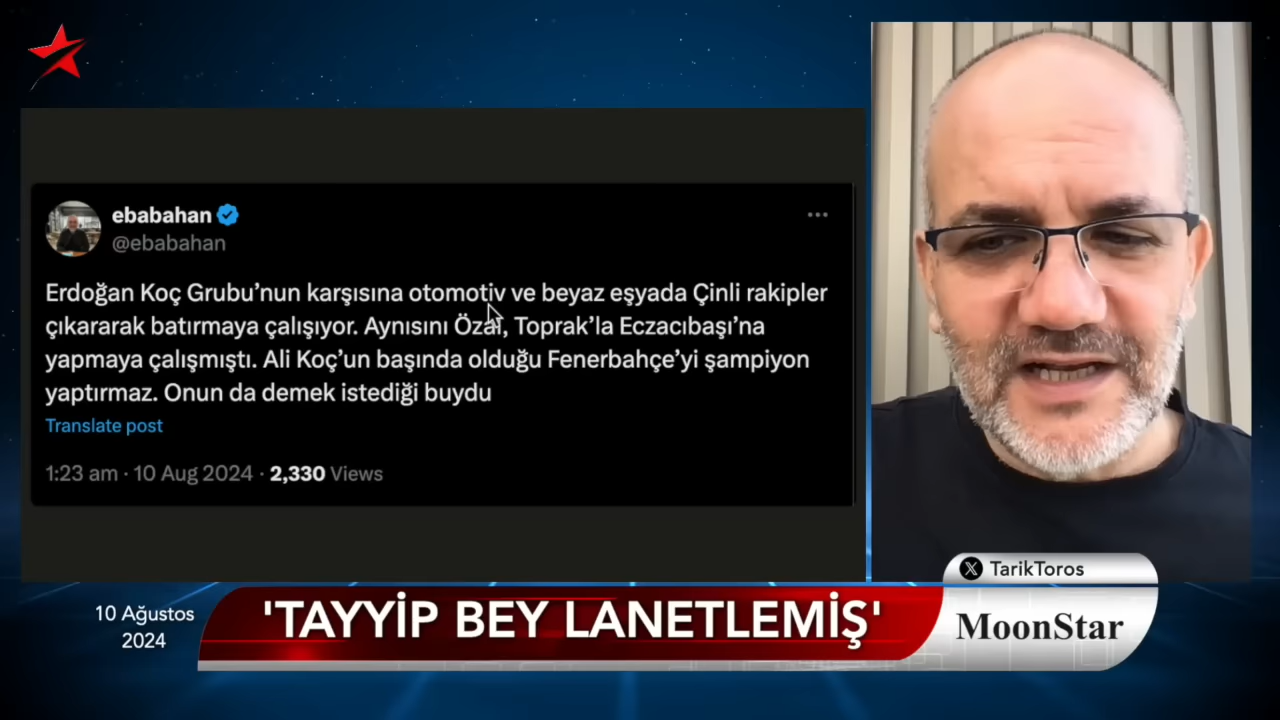 ebabahan
@ebabahan
Erdoğan Koç Grubu’nun karşısına otomotiv ve beyaz eşyada Çinli rakipler
çıkararak batırmaya çalışıyor. Aynısını Özal, Toprak’la Eczacıbaşı’na
yapmaya çalışmıştı. Ali Koç’un başında olduğu Fenerbahçe’yi şampiyon
yaptırmaz. Onun da demek istediği buydu
Translate post
1:23 am · 10 Aug 2024 · 2,330 Views
X TarikToros
MoonStar
10 Ağustos
2024
'TAYYİP BEY LANETLEMİŞ'